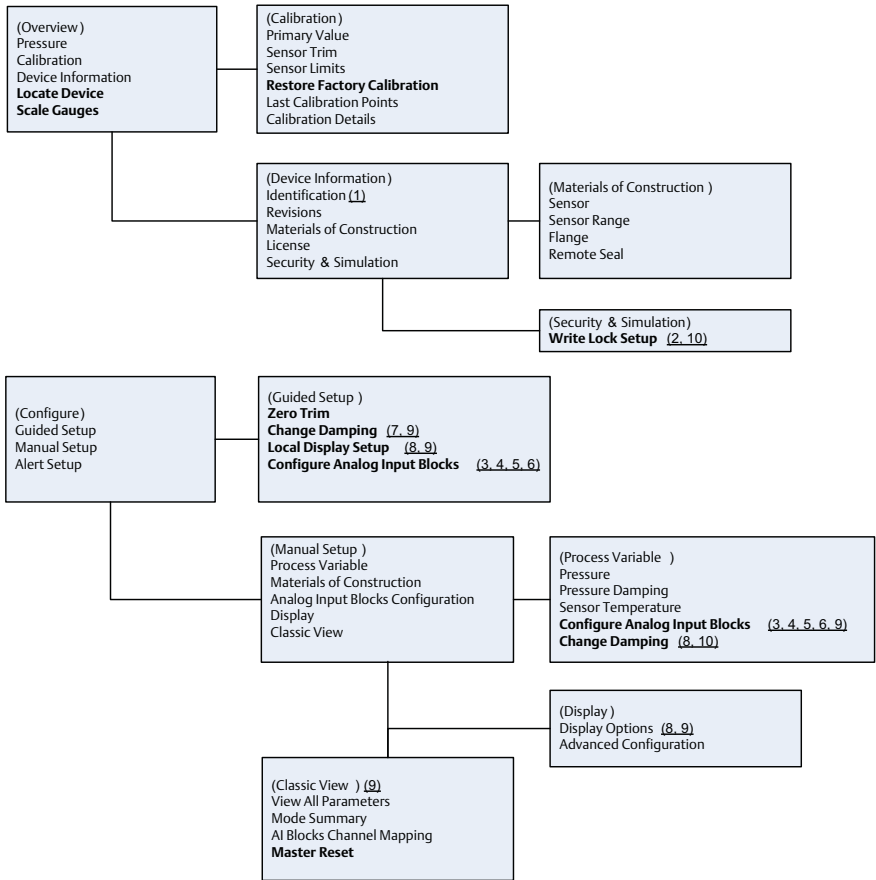 (Overview )
Pressure
Calibration
Device Information
Locate Device
Scale Gauges
(Calibration )
Primary Value
Sensor Trim
Sensor Limits
Restore Factory Calibration
Last Calibration Points
Calibration Details
(Device Information )
Identification (1)
Revisions
Materials of Construction
License
Security & Simulation
(Materials of Construction )
Sensor
Sensor Range
Flange
Remote Seal
(Security & Simulation)
Write Lock Setup (2, 10)
(Configure)
Guided Setup
Manual Setup
Alert Setup
(Guided Setup )
Zero Trim
Change Damping (7, 9)
Local Display Setup (8, 9)
Configure Analog Input Blocks (3, 4, 5, 6)
(Manual Setup )
Process Variable
Materials of Construction
Analog Input Blocks Configuration
Display
Classic View
(Process Variable )
Pressure
Pressure Damping
Sensor Temperature
Configure Analog Input Blocks (3, 4, 5, 6, 9)
Change Damping (8, 10)
(Display )
Display Options (8, 9)
Advanced Configuration
(Classic View ) (9)
View All Parameters
Mode Summary
AI Blocks Channel Mapping
Master Reset